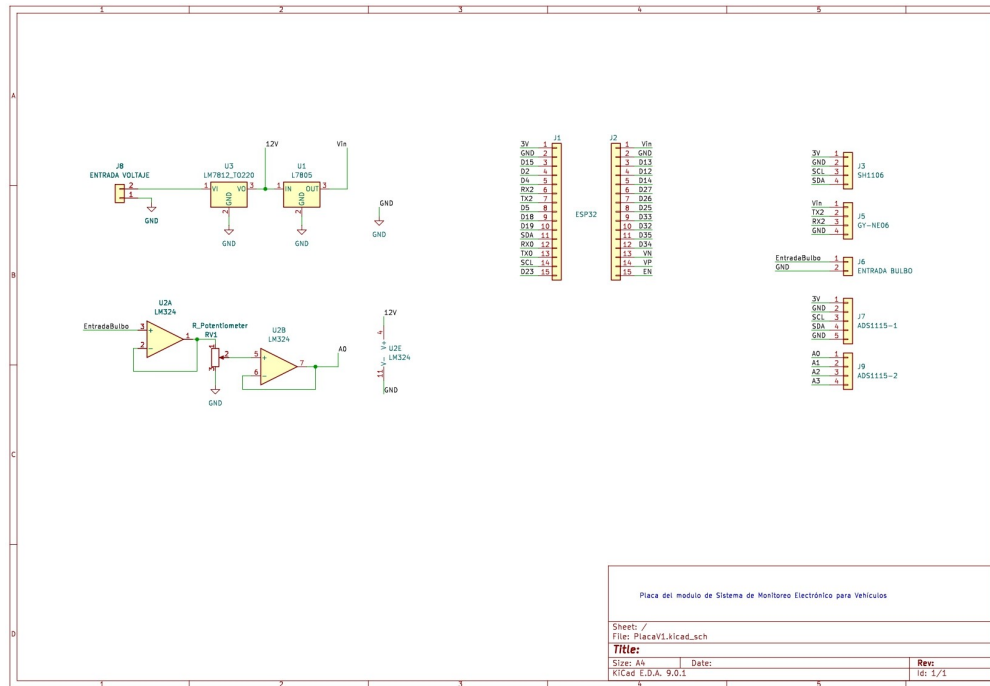 1 2 3 4 5
A
B
C
D
J8
ENTRADA VOLTAJE
2
1
GND
U3
LM7812_TO220
1 VI VO 3
GND
2
GND
12V
U1
L7805
1 IN OUT 3
GND
2
GND
Vin
GND
GND
U2A
LM324
EntradaBulbo 3 +
2 -
1
R_Potentiometer
RV1
1
2
3
GND
U2B
LM324
5 +
6 -
7
A0
12V
4
V+
U2E
LM324
V-
11
GND
J1
3V 1
GND 2
D15 3
D2 4
D4 5
RX2 6
TX2 7
D5 8
D18 9
D19 10
SDA 11
RX0 12
TX0 13
SCL 14
D23 15
ESP32
J2
1 Vin
2 GND
3 D13
4 D12
5 D14
6 D27
7 D26
8 D25
9 D33
10 D32
11 D35
12 D34
13 VN
14 VP
15 EN
3V 1
GND 2
SCL 3
SDA 4
J3
SH1106
Vin 1
TX2 2
RX2 3
GND 4
J5
GY-NE06
EntradaBulbo 1
GND 2
J6
ENTRADA BULBO
3V 1
GND 2
SCL 3
SDA 4
GND 5
J7
ADS1115-1
A0 1
A1 2
A2 3
A3 4
J9
ADS1115-2
Placa del modulo de Sistema de Monitoreo Electrónico para Vehículos
Sheet: /
File: PlacaV1.kicad_sch
Title:
Size: A4 Date: Rev:
KiCad E.D.A. 9.0.1 Id: 1/1
1 2 3 4 5